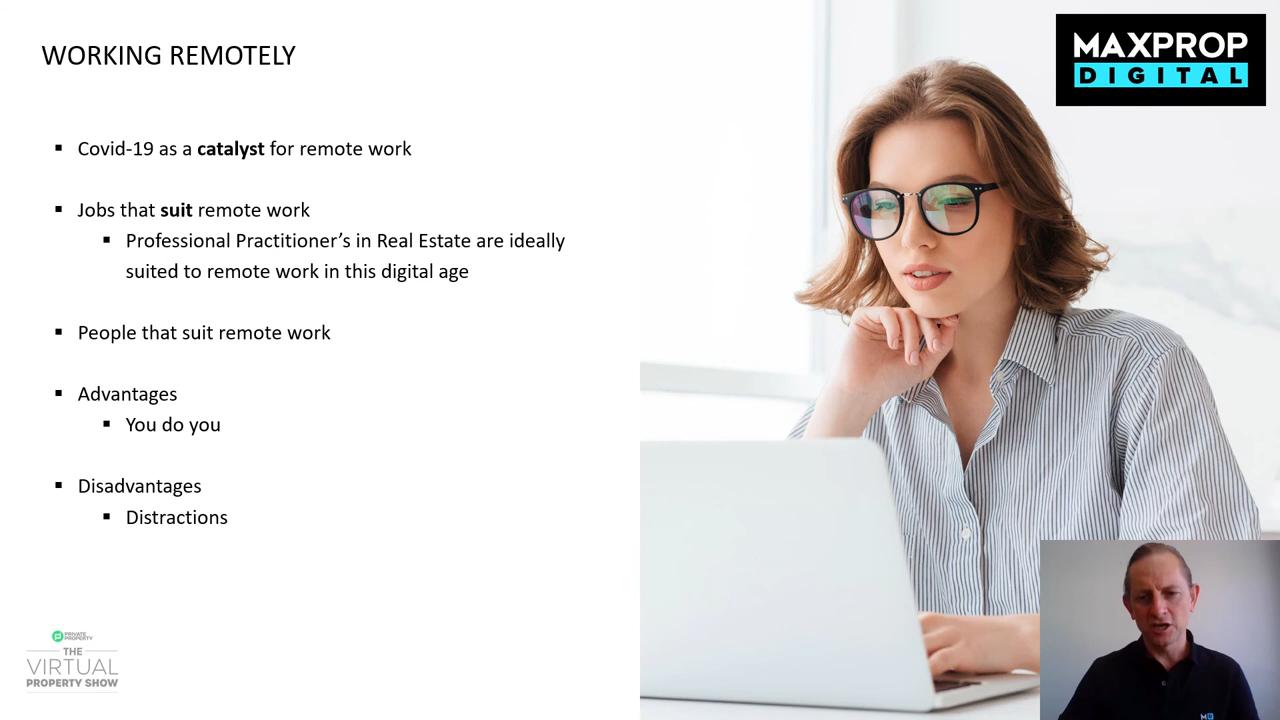 WORKING REMOTELY
MAXPROP
DIGITAL
Covid-19 as a catalyst for remote work
Jobs that suit remote work
Professional Practitioner’s in Real Estate are ideally
suited to remote work in this digital age
People that suit remote work
Advantages
You do you
Disadvantages
Distractions
PRIVATE
PROPERTY
THE
VIRTUAL
PROPERTY SHOW